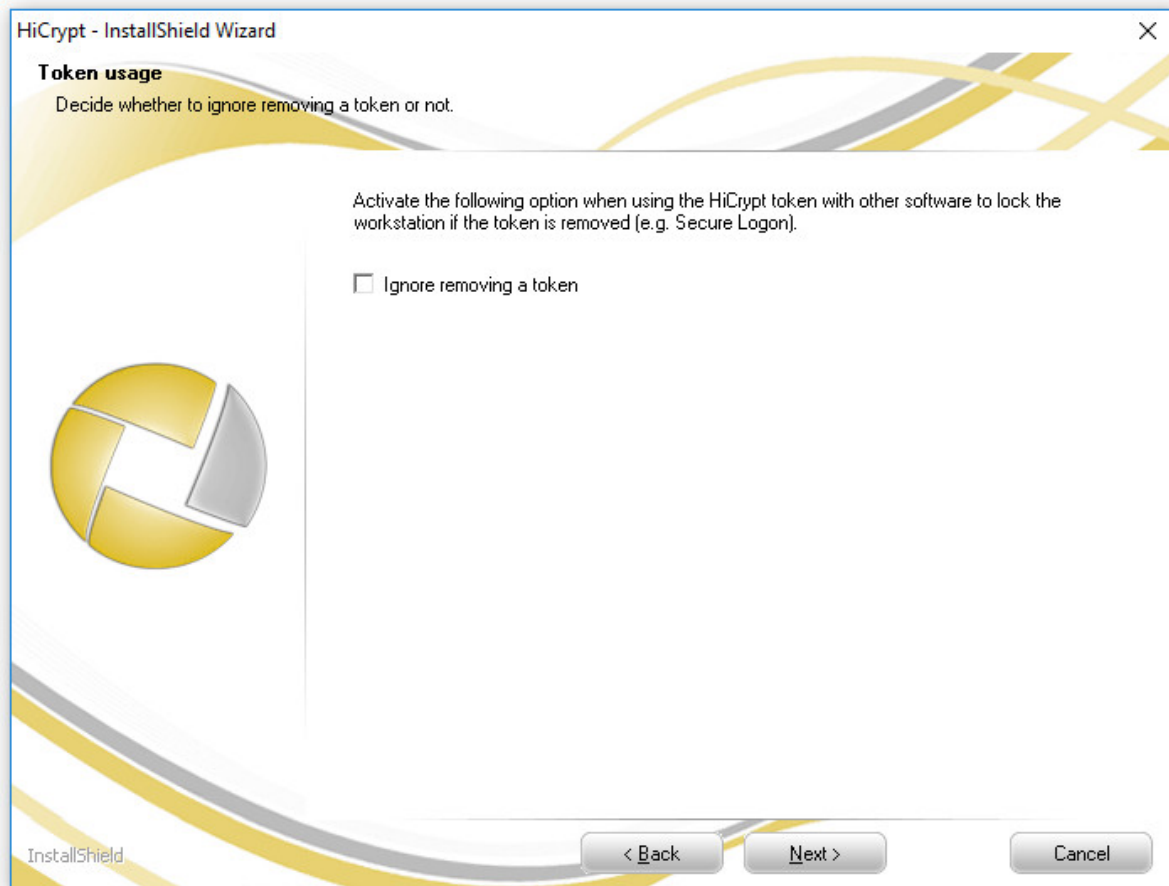 HiCrypt - InstallShield Wizard
Token usage
Decide whether to ignore removing a token or not.
Activate the following option when using the HiCrypt token with other software to lock the
workstation if the token is removed (e.g. Secure Logon).
Ignore removing a token
InstallShield
< Back
Next >
Cancel